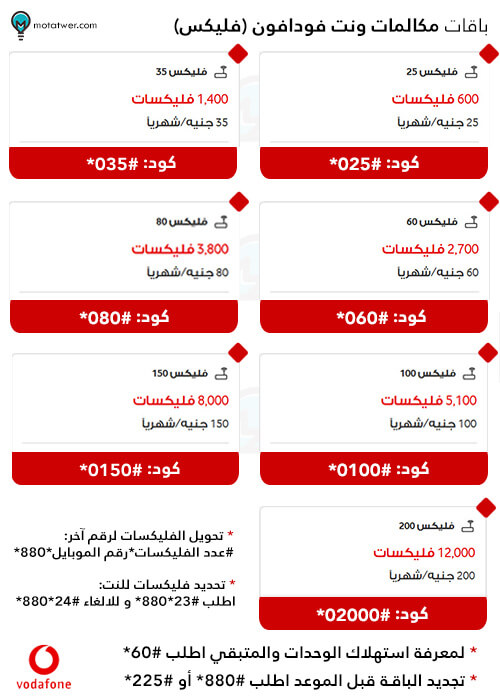 motatwer.com
باقات مكالمات ونت فودافون (فليكس)
فليكس 25
600 فليكسات
25 جنيه/شهرياً
كود: #025*
فليكس 35
1,400 فليكسات
35 جنيه/شهرياً
كود: #035*
فليكس 60
2,700 فليكسات
60 جنيه/شهرياً
كود: #060*
فليكس 80
3,800 فليكسات
80 جنيه/شهرياً
كود: #080*
فليكس 100
5,100 فليكسات
100 جنيه/شهرياً
كود: #0100*
فليكس 150
8,000 فليكسات
150 جنيه/شهرياً
كود: #0150*
فليكس 200
12,000 فليكسات
200 جنيه/شهرياً
كود: #02000*
* تحويل الفليكسات لرقم آخر:
#عدد الفليكسات*رقم الموبايل*880*
* تحديد فليكسات للنت:
اطلب #23*880* و للالغاء #24*880*
* لمعرفة استهلاك الوحدات والمتبقي اطلب #60*
* تجديد الباقة قبل الموعد اطلب #880* أو #225*
vodafone